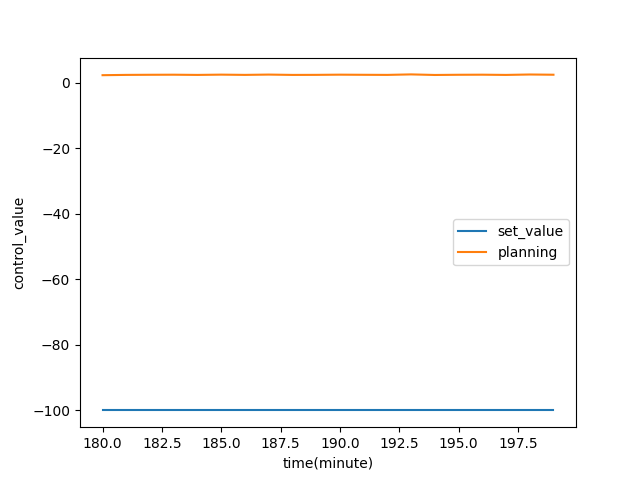 0
−20
−40
−60
−80
−100
control_value
set_value
planning
180.0 182.5 185.0 187.5 190.0 192.5 195.0 197.5
time(minute)